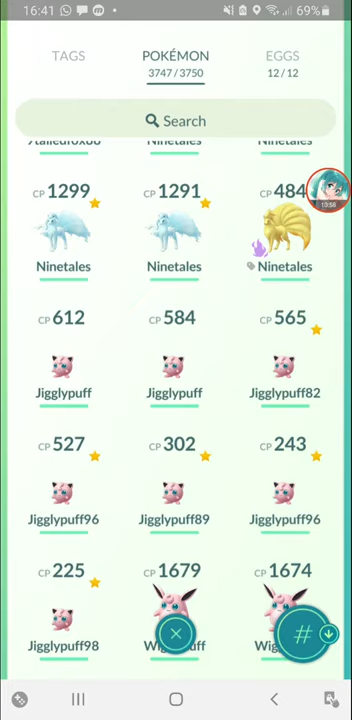 16:41
69%
TAGS
POKÉMON
EGGS
3747 / 3750
12 / 12
Search
Ninetales
Ninetales
CP 1299
CP 1291
CP 484
13:56
Ninetales
Ninetales
Ninetales
CP 612
CP 584
CP 565
Jigglypuff
Jigglypuff
Jigglypuff82
CP 527
CP 302
CP 243
Jigglypuff96
Jigglypuff89
Jigglypuff96
CP 225
CP 1679
CP 1674
#
Jigglypuff98